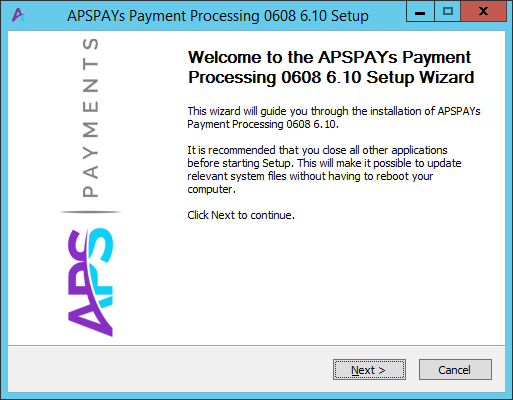 APSPAYs Payment Processing 0608 6.10 Setup
Welcome to the APSPAYs Payment
Processing 0608 6.10 Setup Wizard
This wizard will guide you through the installation of APSPAYs
Payment Processing 0608 6.10.
It is recommended that you close all other applications
before starting Setup. This will make it possible to update
relevant system files without having to reboot your
computer.
Click Next to continue.
APS | PAYMENTS
Next >
Cancel